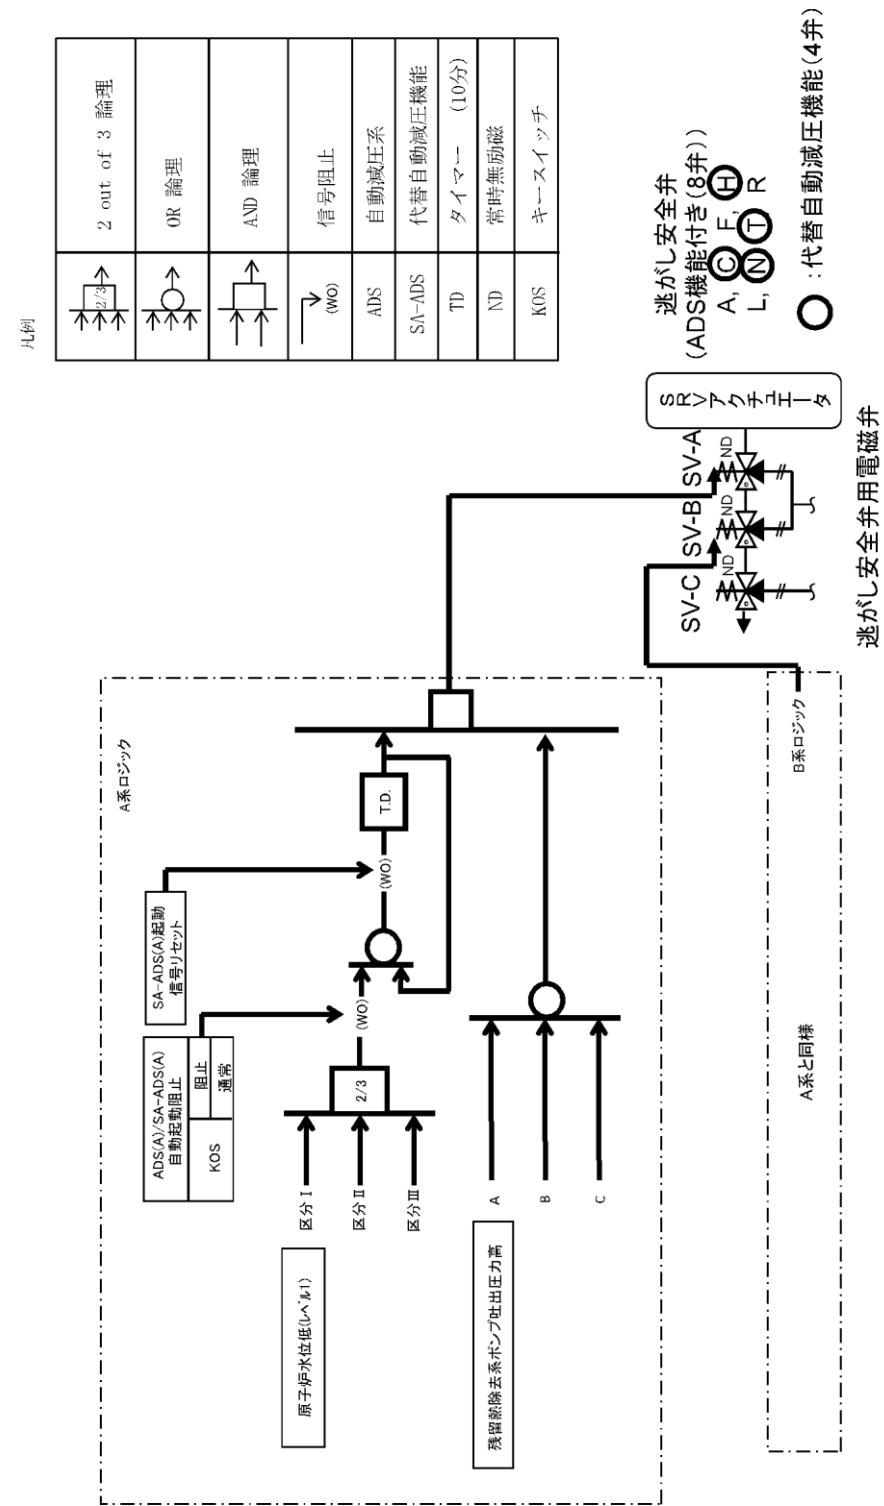 A系ロジック
ADS(A)/SA-ADS(A)
自動起動阻止
KOS
阻止
通常
SA-ADS(A)起動
信号リセット
原子炉水位低(レベル1)
区分Ⅰ
区分Ⅱ
区分Ⅲ
2/3
(WO)
(WO)
T.D.
残留熱除去系ポンプ吐出圧力高
A
B
C
A系と同様
B系ロジック
SV-C
SV-B
SV-A
ND
ND
ND
SRVアクチュエータ
逃がし安全弁用電磁弁
逃がし安全弁
(ADS機能付き(8弁))
A, C F, H
L, N T, R
:代替自動減圧機能(4弁)
凡例
2/3
2 out of 3 論理
OR 論理
AND 論理
(WO)
信号阻止
ADS
自動減圧系
SA-ADS
代替自動減圧機能
TD
タイマー (10分)
ND
常時無励磁
KOS
キースイッチ